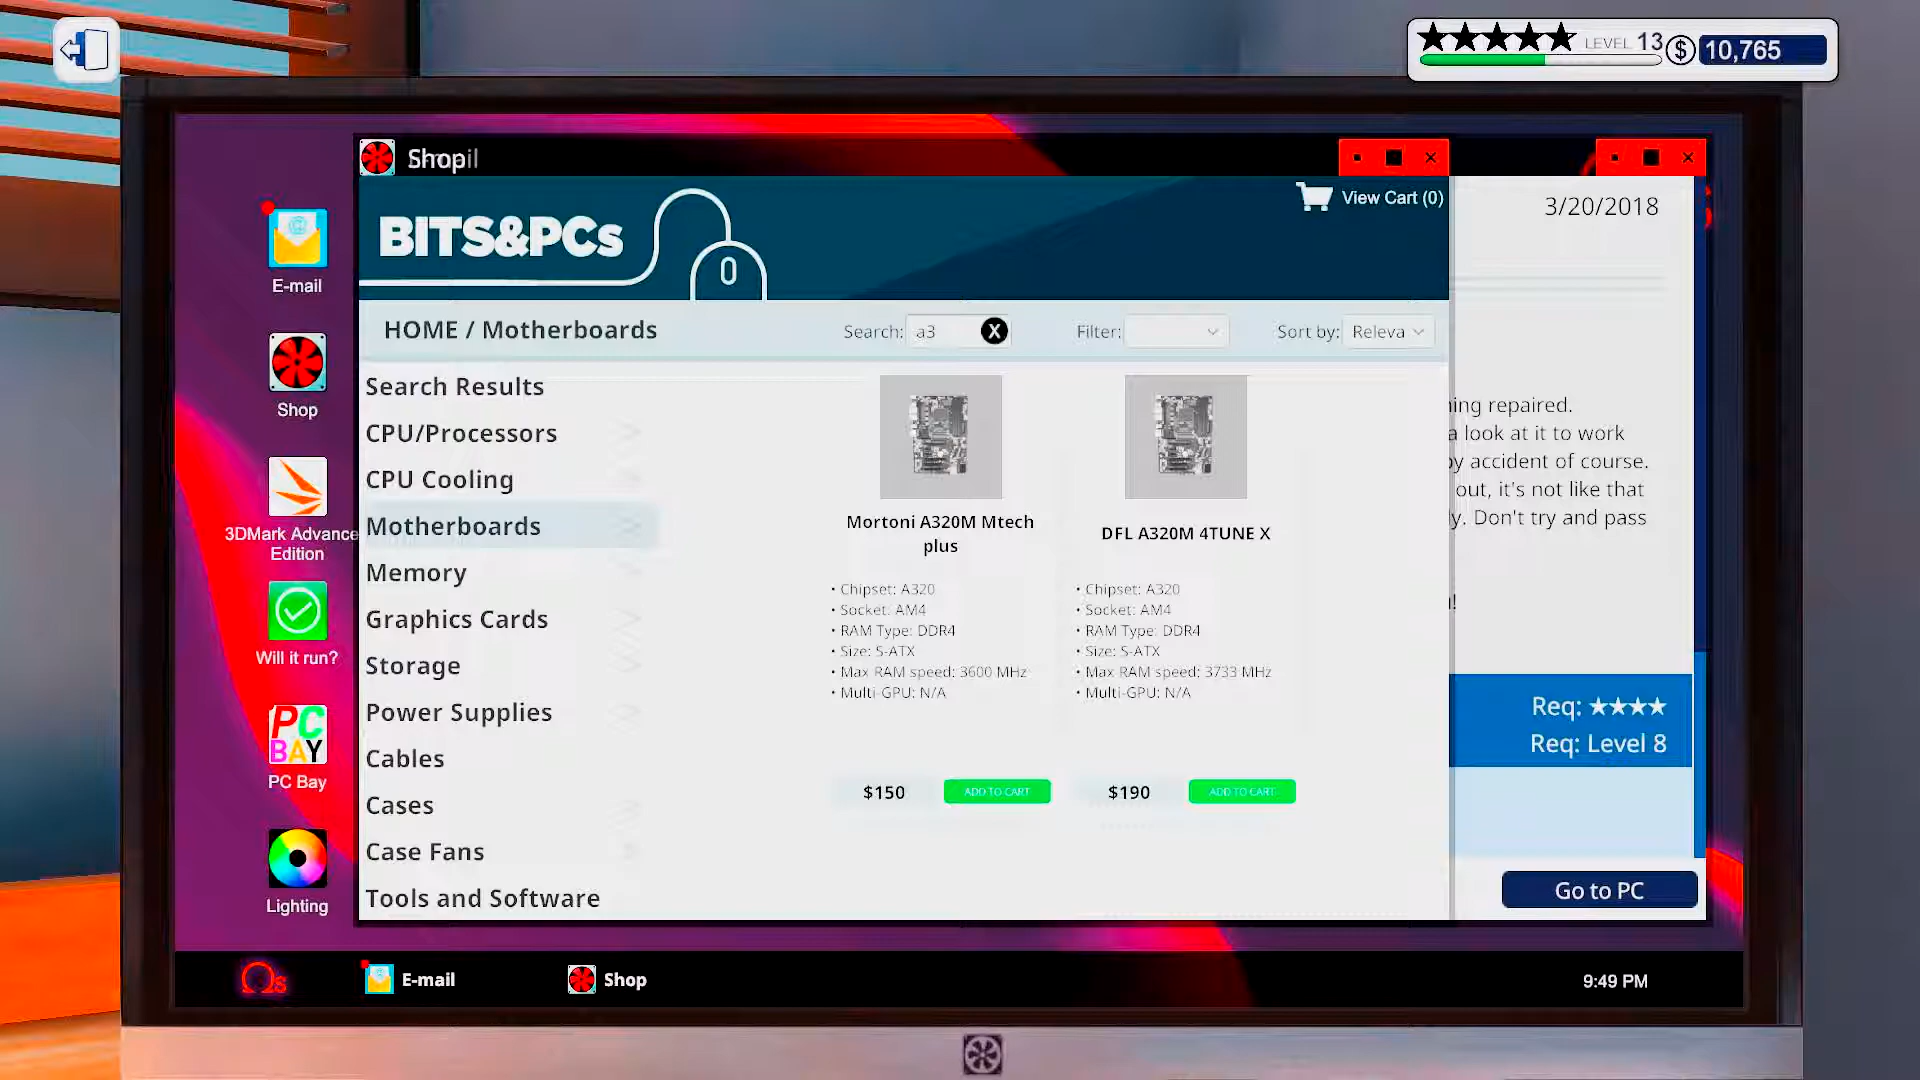 LEVEL 13
$ 10,765
Shop
BITS&PCs
View Cart (0)
3/20/2018
HOME / Motherboards
Search: a3
X
Filter:
Sort by: Releva
Search Results
CPU/Processors
CPU Cooling
Motherboards
Memory
Graphics Cards
Storage
Power Supplies
Cables
Cases
Case Fans
Tools and Software
Mortoni A320M Mtech
plus
• Chipset: A320
• Socket: AM4
• RAM Type: DDR4
• Size: S-ATX
• Max RAM speed: 3600 MHz
• Multi-GPU: N/A
$150
ADD TO CART
DFL A320M 4TUNE X
• Chipset: A320
• Socket: AM4
• RAM Type: DDR4
• Size: S-ATX
• Max RAM speed: 3733 MHz
• Multi-GPU: N/A
$190
ADD TO CART
ing repaired.
a look at it to work
by accident of course.
out, it's not like that
y. Don't try and pass
!
Req: ★★★★
Req: Level 8
Go to PC
E-mail
Shop
3DMark Advance
Edition
Will it run?
PC
BAY
PC Bay
Lighting
Ωs
E-mail
Shop
9:49 PM